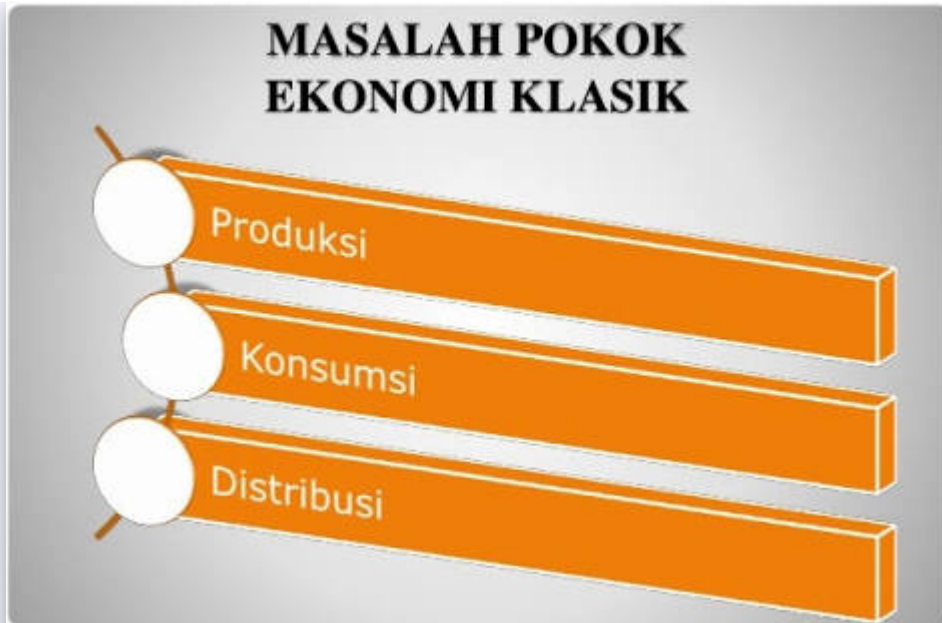 MASALAH POKOK
EKONOMI KLASIK
Produksi
Konsumsi
Distribusi